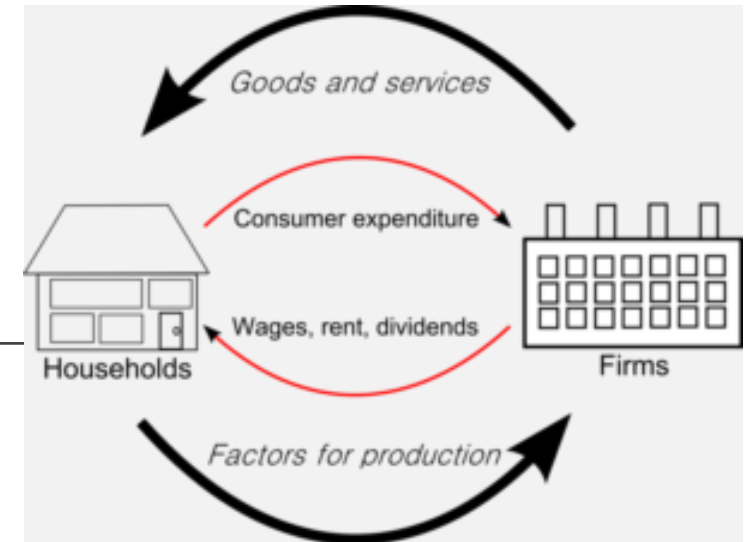 Goods and services
Consumer expenditure
Wages, rent, dividends
Households
Firms
Factors for production